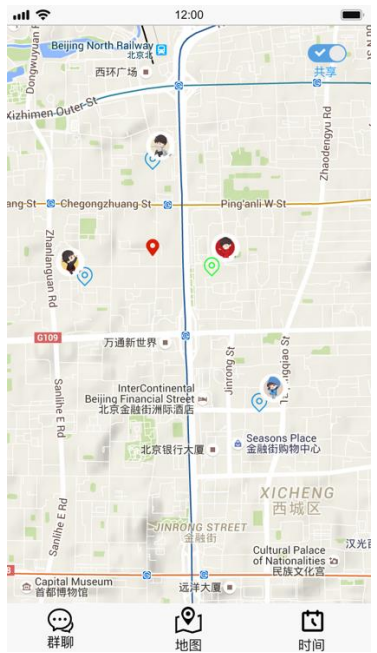 12:00
Dongwuyuan R
Beijing North Railway
北京北
西环广场
共享
Xizhimen Outer St
Zhaodengyu Rd
ang St
Chegongzhuang St
Ping'anli W St
Zhanlanguan Rd
G109
万通新世界
Jinrong St
InterContinental
Beijing Financial Street
北京金融街洲际酒店
Sanlihe E Rd
北京银行大厦
Seasons Place
金融街购物中心
XICHENG
西城区
JINRONG STREET
金融街
Sanlihe E Rd
Cultural Palace
of Nationalities
民族文化宫
汉光百
Capital Museum
首都博物馆
远洋大厦
群聊
地图
时间